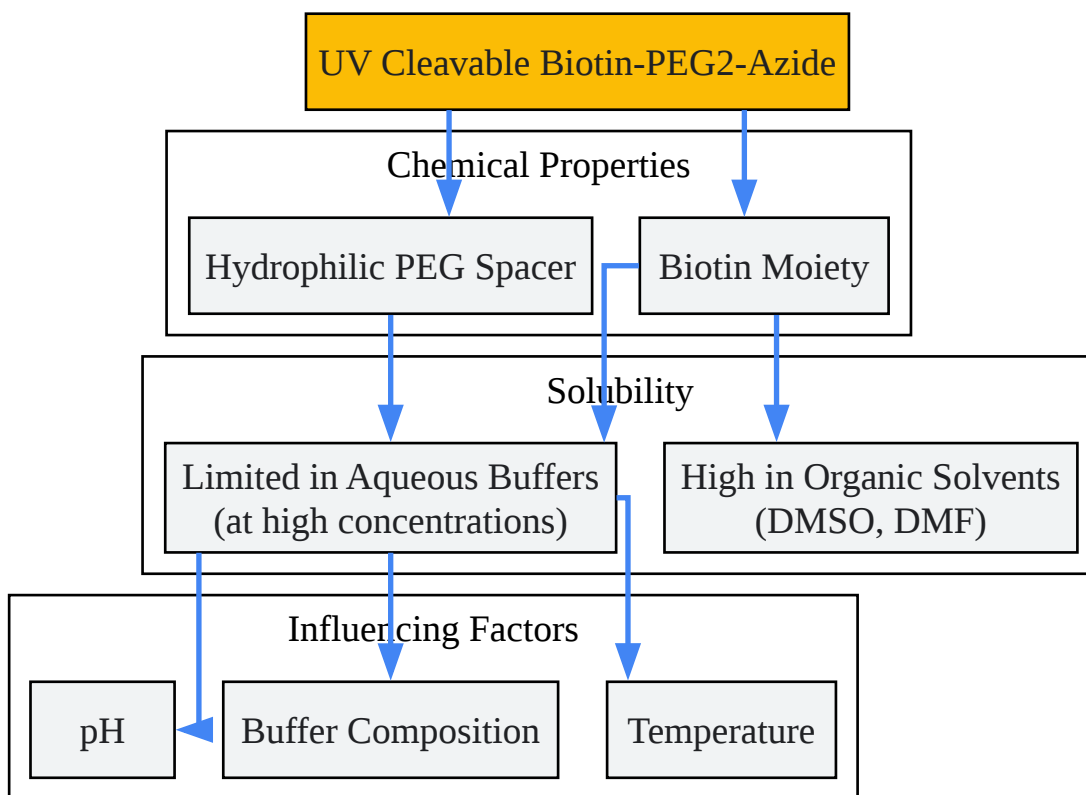 UV Cleavable Biotin-PEG2-Azide
Chemical Properties
Hydrophilic PEG Spacer
Biotin Moiety
Solubility
Limited in Aqueous Buffers
(at high concentrations)
High in Organic Solvents
(DMSO, DMF)
Influencing Factors
pH
Buffer Composition
Temperature